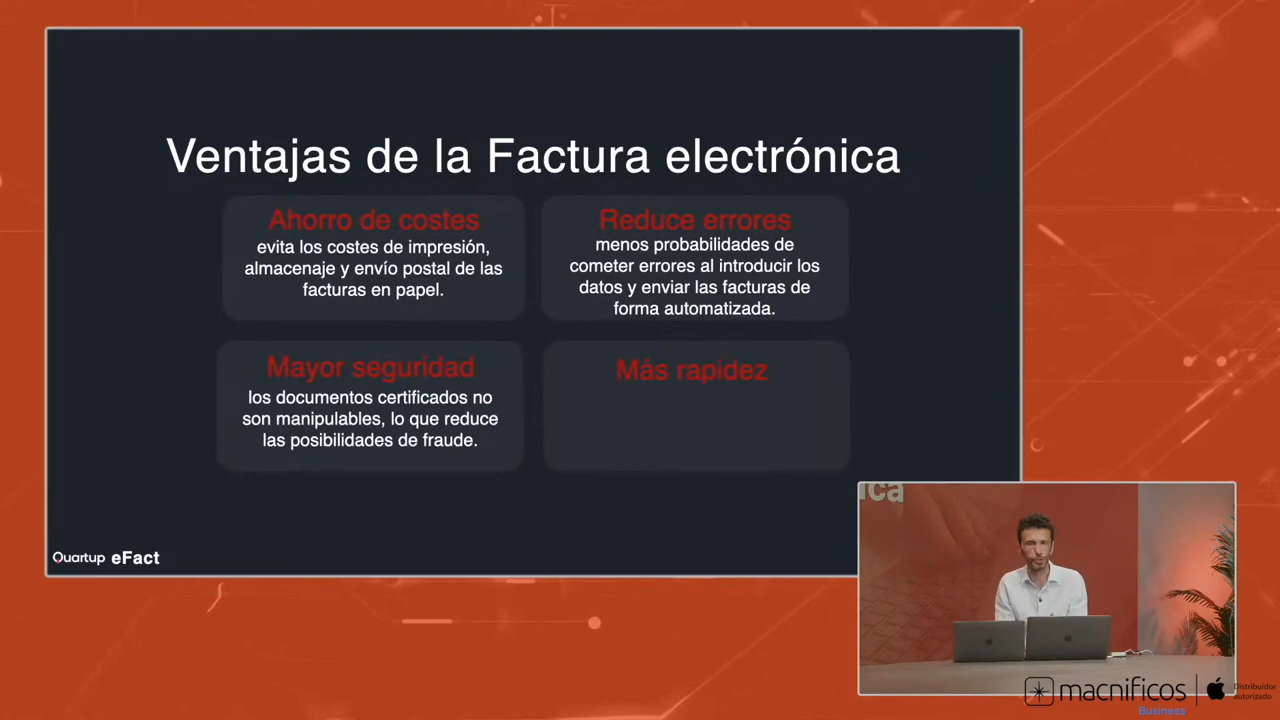 Ventajas de la Factura electrónica
Ahorro de costes
evita los costes de impresión,
almacenaje y envío postal de las
facturas en papel.
Reduce errores
menos probabilidades de
cometer errores al introducir los
datos y enviar las facturas de
forma automatizada.
Mayor seguridad
los documentos certificados no
son manipulables, lo que reduce
las posibilidades de fraude.
Más rapidez
Quartup eFact
ica
macnificos
Business
Distribuidor
autorizado